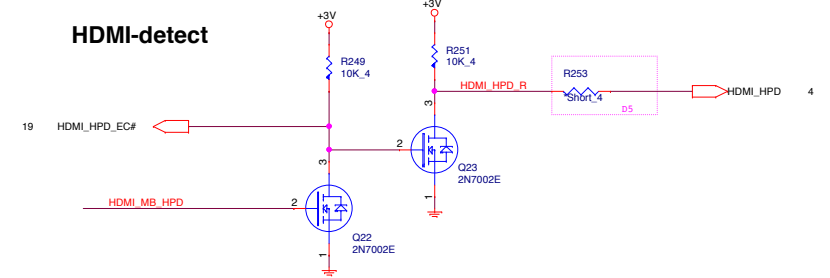 HDMI-detect
+3V
+3V
R249
10K_4
R251
10K_4
HDMI_HPD_R
R253
Short_4
D5
HDMI_HPD
4
3
19
HDMI_HPD_EC#
2
3
Q23
2N7002E
1
HDMI_MB_HPD
2
Q22
2N7002E
1